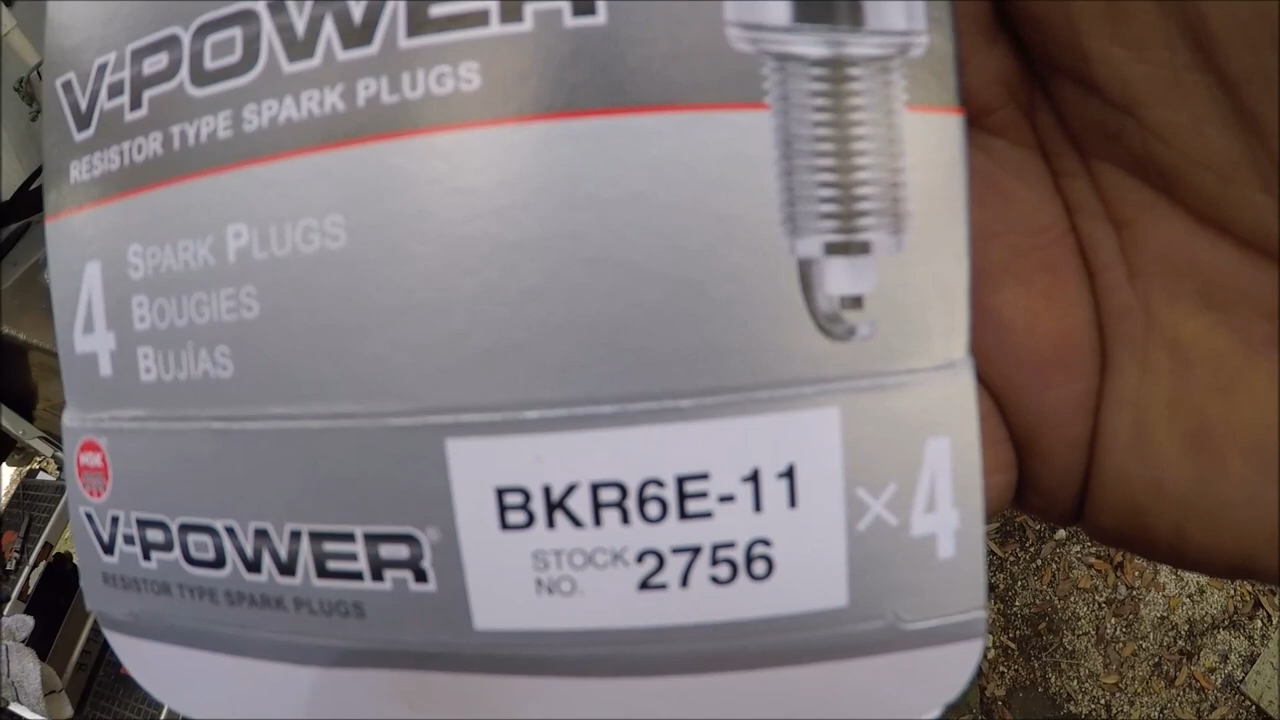 V-POWER
RESISTOR TYPE SPARK PLUGS
4
SPARK PLUGS
BOUGIES
BUJÍAS
NGK
V-POWER®
RESISTOR TYPE SPARK PLUGS
BKR6E-11
STOCK NO. 2756
×4